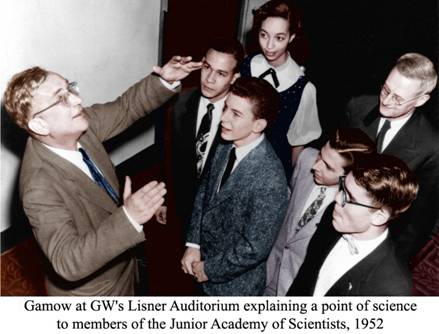 Gamow at GW's Lisner Auditorium explaining a point of science
to members of the Junior Academy of Scientists, 1952